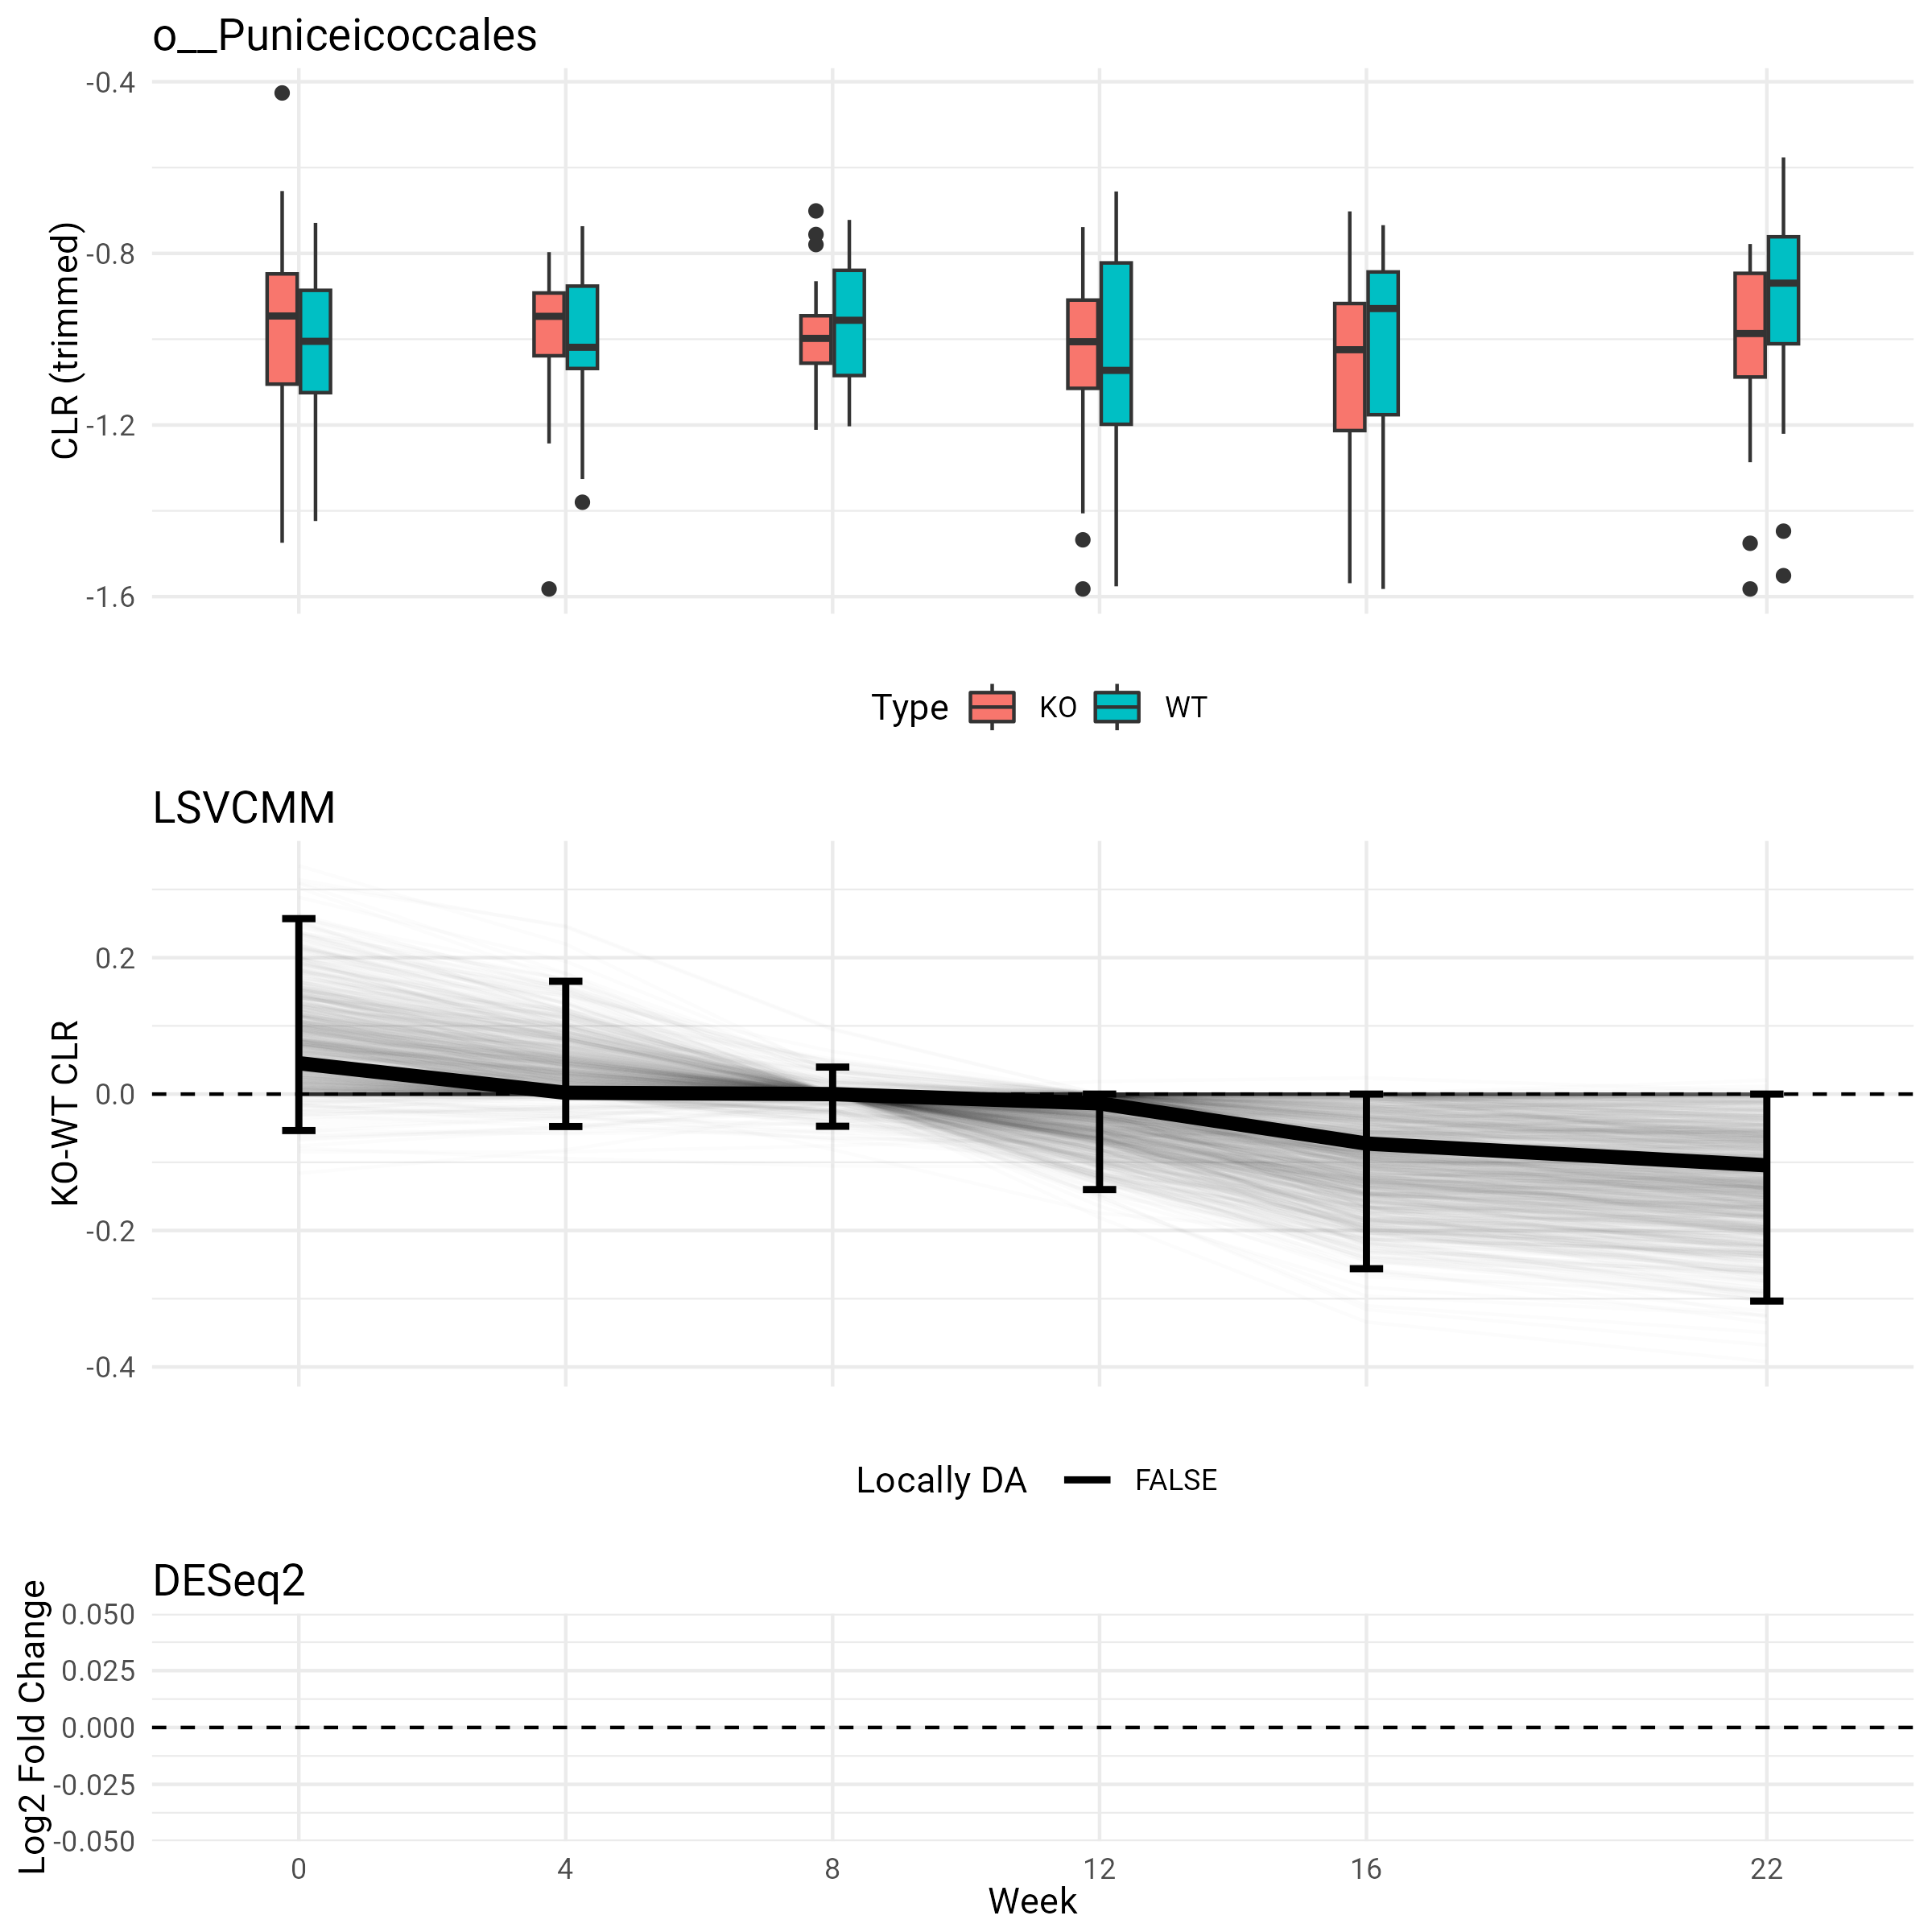 o__Puniceicoccales
CLR (trimmed)
-0.4
-0.8
-1.2
-1.6
Type KO WT
LSVCMM
KO-WT CLR
0.2
0.0
-0.2
-0.4
Locally DA FALSE
DESeq2
Log2 Fold Change
0.050
0.025
0.000
-0.025
-0.050
0 4 8 12 16 22
Week